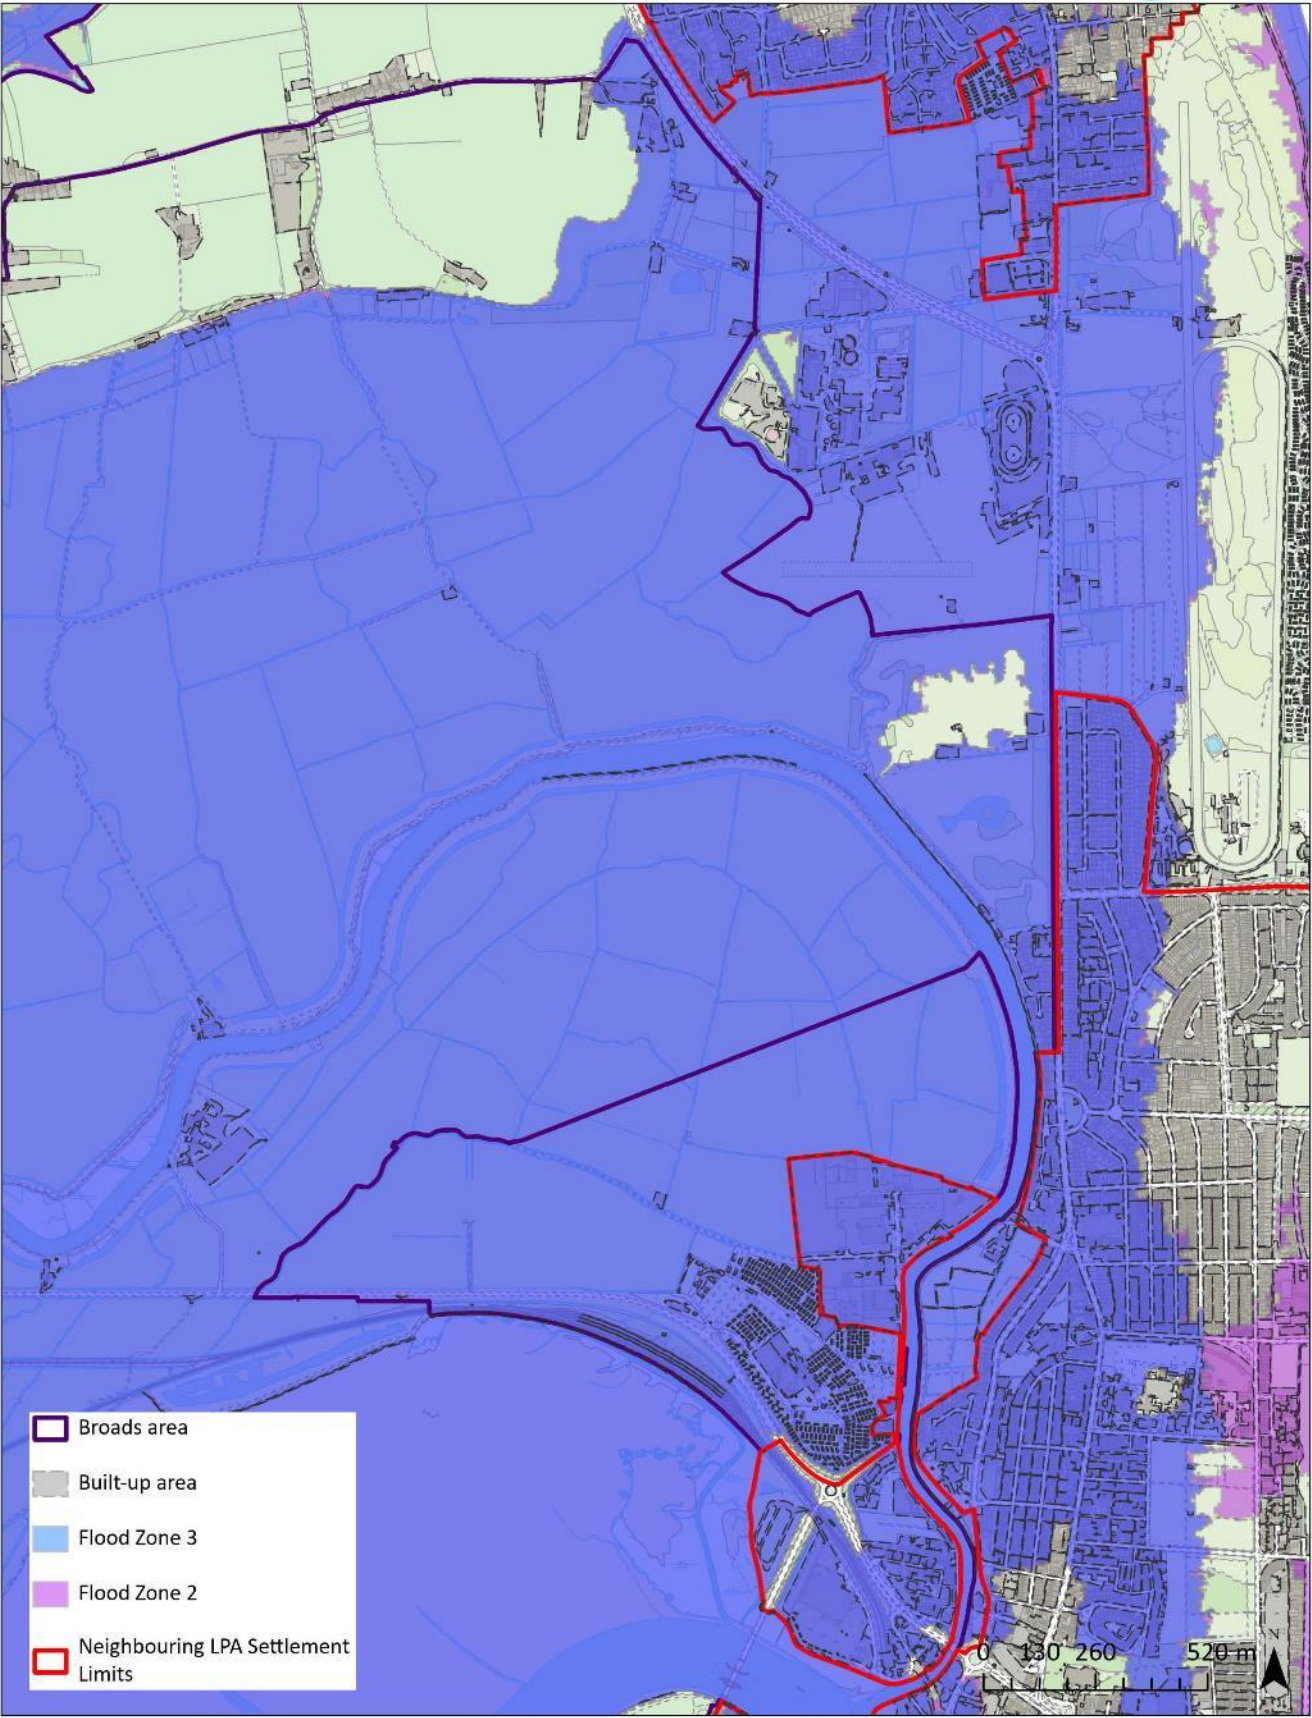 Broads area
Built-up area
Flood Zone 3
Flood Zone 2
Neighbouring LPA Settlement
Limits
0 130 260 520 m
N